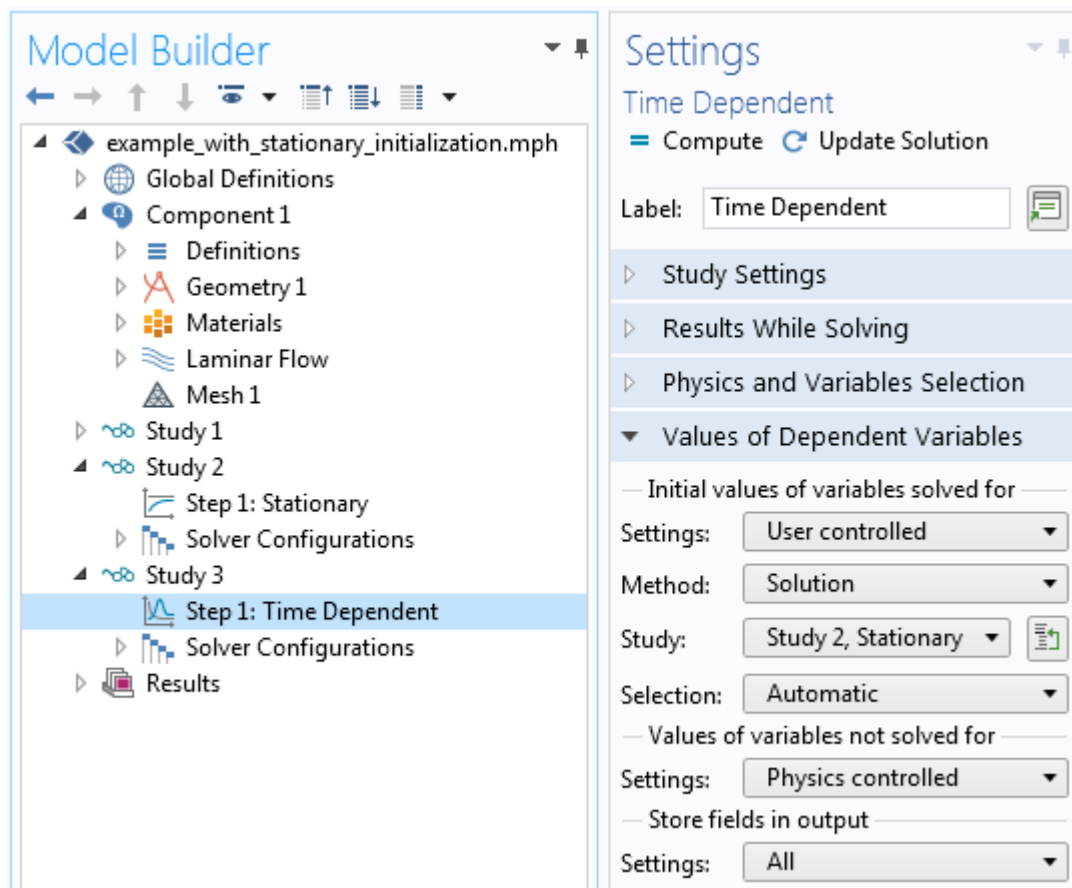 Model Builder
example_with_stationary_initialization.mph
Global Definitions
Component 1
Definitions
Geometry 1
Materials
Laminar Flow
Mesh 1
Study 1
Study 2
Step 1: Stationary
Solver Configurations
Study 3
Step 1: Time Dependent
Solver Configurations
Results
Settings
Time Dependent
= Compute Update Solution
Label: Time Dependent
Study Settings
Results While Solving
Physics and Variables Selection
Values of Dependent Variables
Initial values of variables solved for
Settings: User controlled
Method: Solution
Study: Study 2, Stationary
Selection: Automatic
Values of variables not solved for
Settings: Physics controlled
Store fields in output
Settings: All